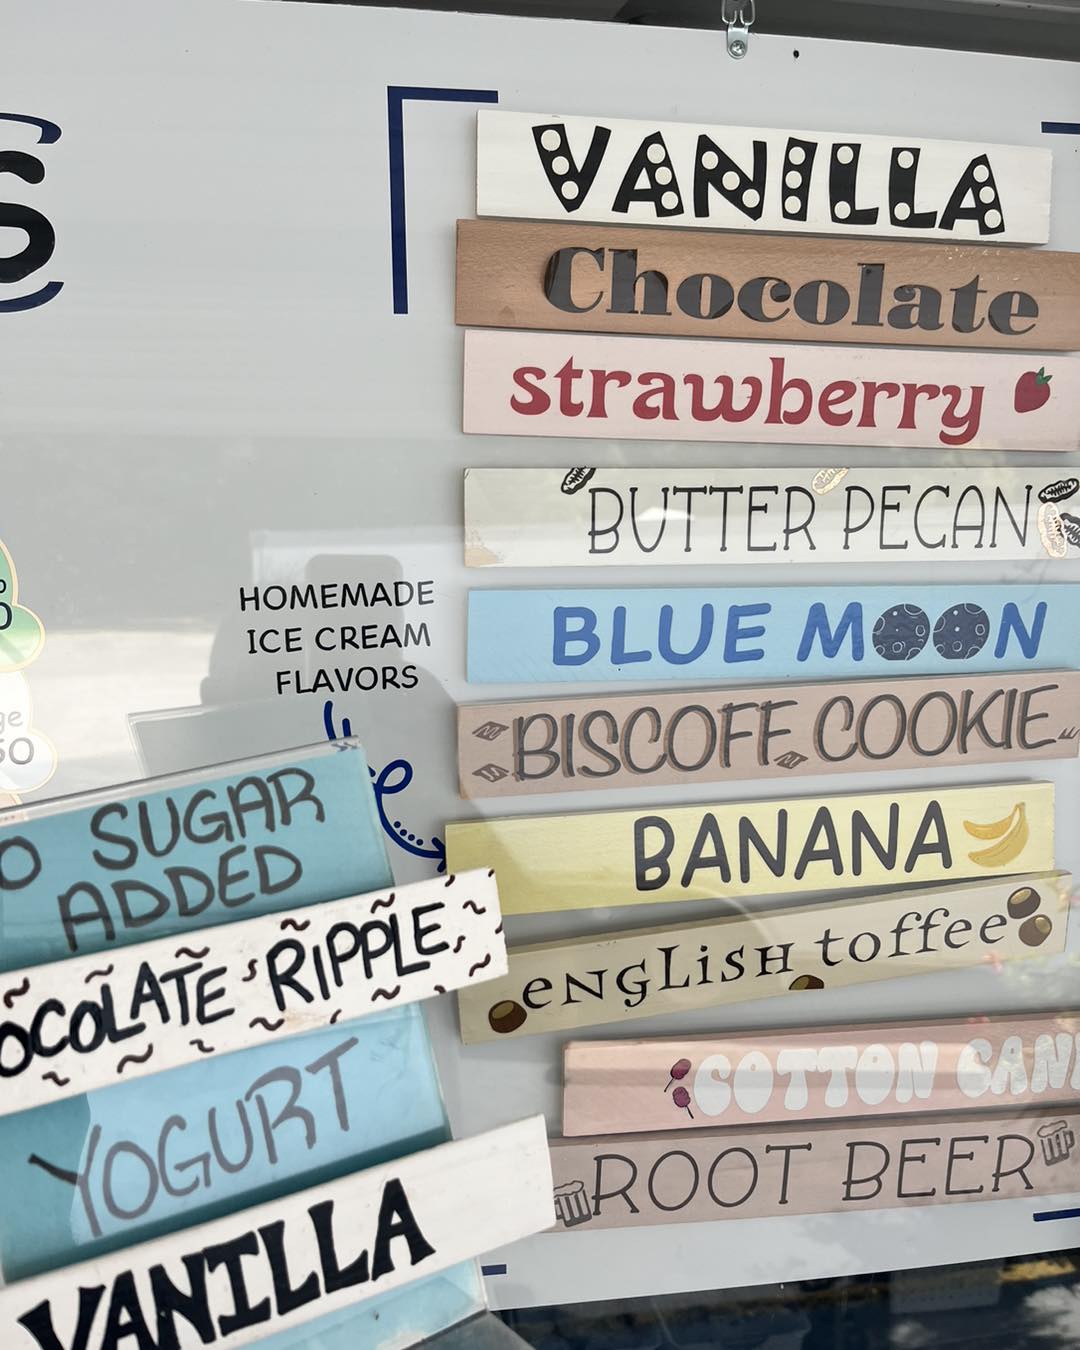 S
VANILLA
Chocolate
strawberry
BUTTER PECAN
BLUE MOON
BISCOFF COOKIE
BANANA
eNGLiSH toffee
COTTON
ROOT BEER
HOMEMADE
ICE CREAM
FLAVORS
SUGAR
ADDED
RIPPLE
YOGURT
VANILLA